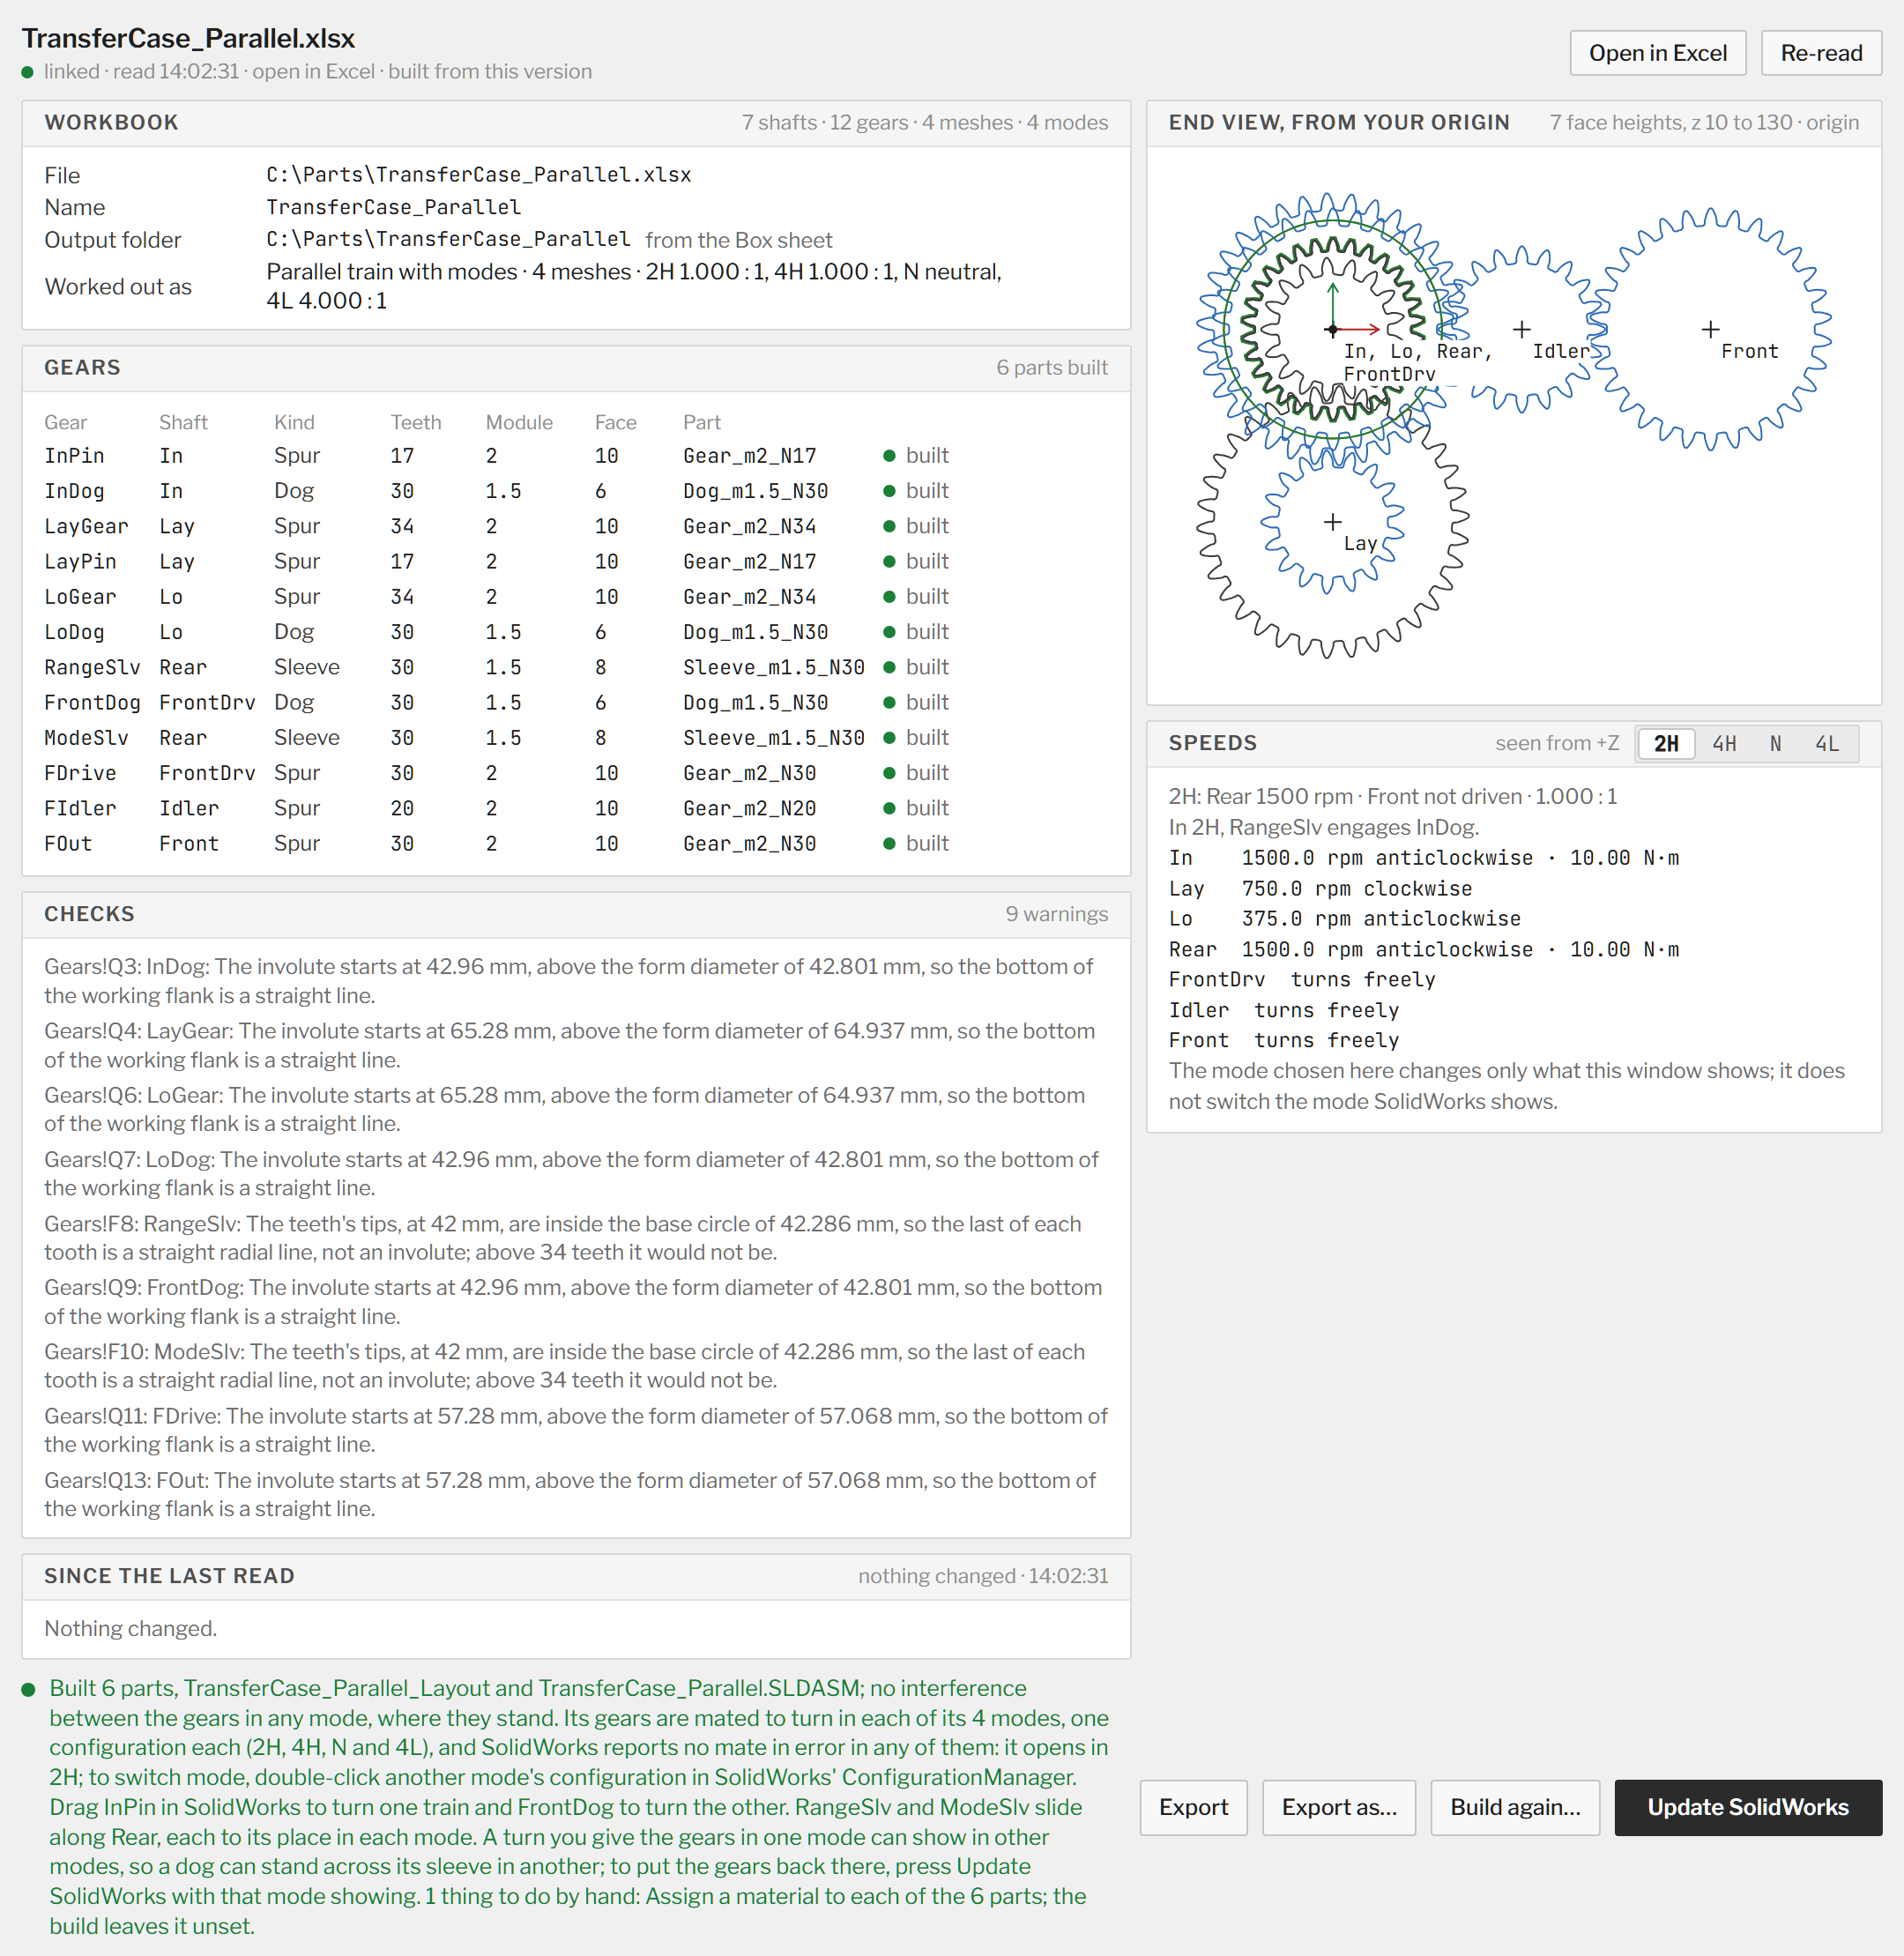 TransferCase_Parallel.xlsx
linked · read 14:02:31 · open in Excel · built from this version
Open in Excel
Re-read
WORKBOOK
7 shafts · 12 gears · 4 meshes · 4 modes
File C:\Parts\TransferCase_Parallel.xlsx
Name TransferCase_Parallel
Output folder C:\Parts\TransferCase_Parallel from the Box sheet
Worked out as Parallel train with modes · 4 meshes · 2H 1.000 : 1, 4H 1.000 : 1, N neutral,
4L 4.000 : 1
GEARS
6 parts built
Gear Shaft Kind Teeth Module Face Part
InPin In Spur 17 2 10 Gear_m2_N17 built
InDog In Dog 30 1.5 6 Dog_m1.5_N30 built
LayGear Lay Spur 34 2 10 Gear_m2_N34 built
LayPin Lay Spur 17 2 10 Gear_m2_N17 built
LoGear Lo Spur 34 2 10 Gear_m2_N34 built
LoDog Lo Dog 30 1.5 6 Dog_m1.5_N30 built
RangeSlv Rear Sleeve 30 1.5 8 Sleeve_m1.5_N30 built
FrontDog FrontDrv Dog 30 1.5 6 Dog_m1.5_N30 built
ModeSlv Rear Sleeve 30 1.5 8 Sleeve_m1.5_N30 built
FDrive FrontDrv Spur 30 2 10 Gear_m2_N30 built
FIdler Idler Spur 20 2 10 Gear_m2_N20 built
FOut Front Spur 30 2 10 Gear_m2_N30 built
CHECKS
9 warnings
Gears!Q3: InDog: The involute starts at 42.96 mm, above the form diameter of 42.801 mm, so the bottom of
the working flank is a straight line.
Gears!Q4: LayGear: The involute starts at 65.28 mm, above the form diameter of 64.937 mm, so the bottom
of the working flank is a straight line.
Gears!Q6: LoGear: The involute starts at 65.28 mm, above the form diameter of 64.937 mm, so the bottom
of the working flank is a straight line.
Gears!Q7: LoDog: The involute starts at 42.96 mm, above the form diameter of 42.801 mm, so the bottom of
the working flank is a straight line.
Gears!F8: RangeSlv: The teeth's tips, at 42 mm, are inside the base circle of 42.286 mm, so the last of each
tooth is a straight radial line, not an involute; above 34 teeth it would not be.
Gears!Q9: FrontDog: The involute starts at 42.96 mm, above the form diameter of 42.801 mm, so the bottom
of the working flank is a straight line.
Gears!F10: ModeSlv: The teeth's tips, at 42 mm, are inside the base circle of 42.286 mm, so the last of each
tooth is a straight radial line, not an involute; above 34 teeth it would not be.
Gears!Q11: FDrive: The involute starts at 57.28 mm, above the form diameter of 57.068 mm, so the bottom of
the working flank is a straight line.
Gears!Q13: FOut: The involute starts at 57.28 mm, above the form diameter of 57.068 mm, so the bottom of
the working flank is a straight line.
SINCE THE LAST READ
nothing changed · 14:02:31
Nothing changed.
Built 6 parts, TransferCase_Parallel_Layout and TransferCase_Parallel.SLDASM; no interference
between the gears in any mode, where they stand. Its gears are mated to turn in each of its 4 modes, one
configuration each (2H, 4H, N and 4L), and SolidWorks reports no mate in error in any of them: it opens in
2H; to switch mode, double-click another mode's configuration in SolidWorks' ConfigurationManager.
Drag InPin in SolidWorks to turn one train and FrontDog to turn the other. RangeSlv and ModeSlv slide
along Rear, each to its place in each mode. A turn you give the gears in one mode can show in other
modes, so a dog can stand across its sleeve in another; to put the gears back there, press Update
SolidWorks with that mode showing. 1 thing to do by hand: Assign a material to each of the 6 parts; the
build leaves it unset.
END VIEW, FROM YOUR ORIGIN
7 face heights, z 10 to 130 · origin
In, Lo, Rear,
FrontDrv
Idler
Front
Lay
SPEEDS
seen from +Z
2H 4H N 4L
2H: Rear 1500 rpm · Front not driven · 1.000 : 1
In 2H, RangeSlv engages InDog.
In 1500.0 rpm anticlockwise · 10.00 N·m
Lay 750.0 rpm clockwise
Lo 375.0 rpm anticlockwise
Rear 1500.0 rpm anticlockwise · 10.00 N·m
FrontDrv turns freely
Idler turns freely
Front turns freely
The mode chosen here changes only what this window shows; it does
not switch the mode SolidWorks shows.
Export
Export as...
Build again...
Update SolidWorks